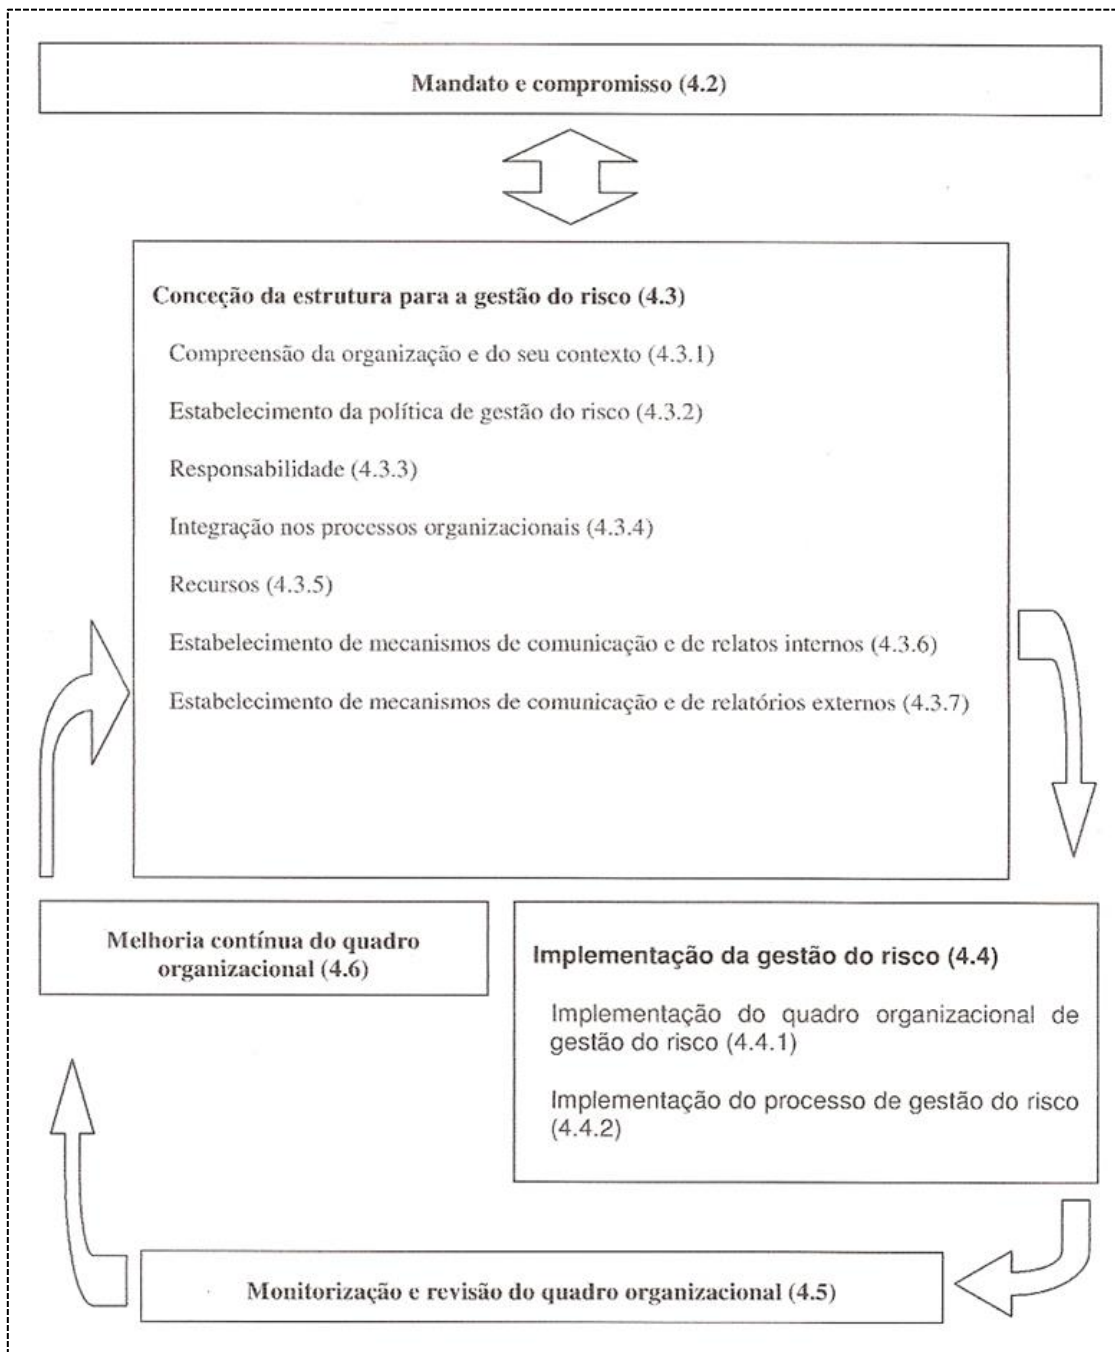 Mandato e compromisso (4.2)
Conceção da estrutura para a gestão do risco (4.3)
Compreensão da organização e do seu contexto (4.3.1)
Estabelecimento da política de gestão do risco (4.3.2)
Responsabilidade (4.3.3)
Integração nos processos organizacionais (4.3.4)
Recursos (4.3.5)
Estabelecimento de mecanismos de comunicação e de relatos internos (4.3.6)
Estabelecimento de mecanismos de comunicação e de relatórios externos (4.3.7)
Melhoria contínua do quadro
organizacional (4.6)
Implementação da gestão do risco (4.4)
Implementação do quadro organizacional de
gestão do risco (4.4.1)
Implementação do processo de gestão do risco
(4.4.2)
Monitorização e revisão do quadro organizacional (4.5)